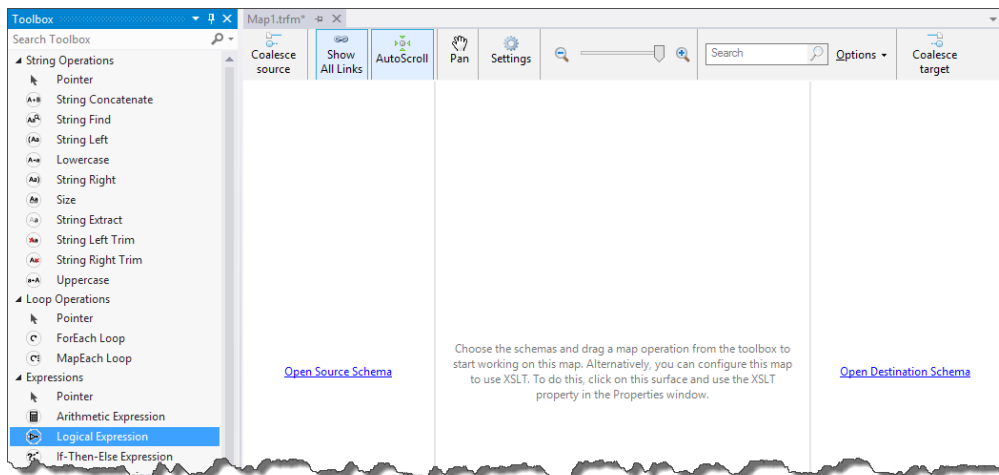 Toolbox
Search Toolbox
String Operations
Pointer
String Concatenate
String Find
String Left
Lowercase
String Right
Size
String Extract
String Left Trim
String Right Trim
Uppercase
Loop Operations
Pointer
ForEach Loop
MapEach Loop
Expressions
Pointer
Arithmetic Expression
Logical Expression
If-Then-Else Expression
Map1.trfm*
Coalesce
source
Show
All Links
AutoScroll
Pan
Settings
Search
Options
Coalesce
target
Open Source Schema
Choose the schemas and drag a map operation from the toolbox to
start working on this map. Alternatively, you can configure this map
to use XSLT. To do this, click on this surface and use the XSLT
property in the Properties window.
Open Destination Schema